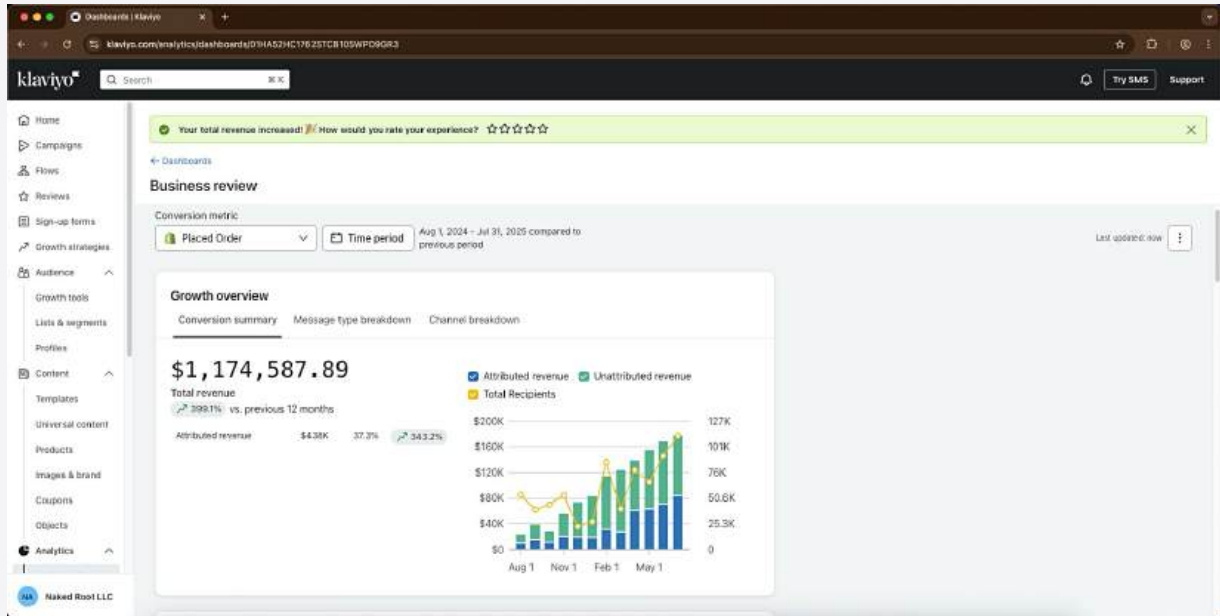 Dashboards | Klaviyo
klaviyo.com/analytics/dashboards/
klaviyo
Search
Try SMS
Support
Home
Campaigns
Flows
Reviews
Sign-up forms
Growth strategies
Audience
Growth tools
Lists & segments
Profiles
Content
Templates
Universal content
Products
Images & brand
Coupons
Objects
Analytics
NA
Naked Root LLC
Your total revenue increased! 🎉 How would you rate your experience?
← Dashboards
Business review
Conversion metric
Placed Order
Time period
Aug 1, 2024 - Jul 31, 2025 compared to
previous period
Last updated: now
Growth overview
Conversion summary Message type breakdown Channel breakdown
$1,174,587.89
Total revenue
399.1% vs. previous 12 months
Attributed revenue 37.3% 343.2%
Attributed revenue Unattributed revenue
Total Recipients
$200K 127K
$160K 101K
$120K 76K
$80K 50.6K
$40K 25.3K
$0 0
Aug 1 Nov 1 Feb 1 May 1